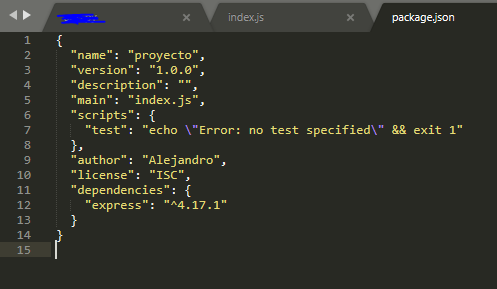 index.js
package.json
1 {
2 "name": "proyecto",
3 "version": "1.0.0",
4 "description": "",
5 "main": "index.js",
6 "scripts": {
7 "test": "echo \"Error: no test specified\" && exit 1"
8 },
9 "author": "Alejandro",
10 "license": "ISC",
11 "dependencies": {
12 "express": "^4.17.1"
13 }
14 }
15